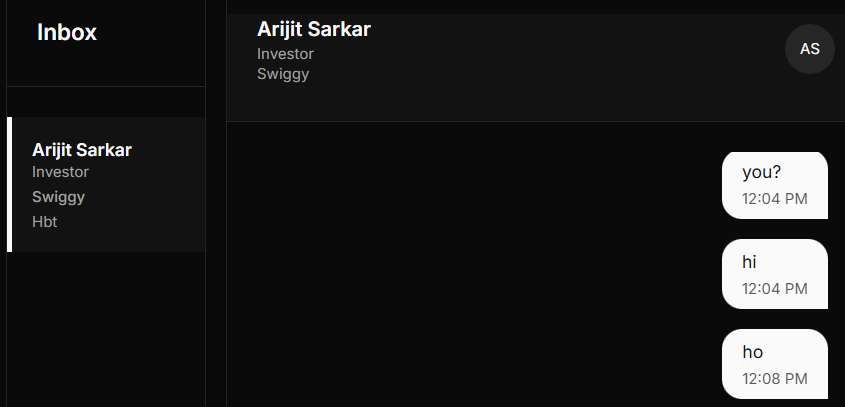 Inbox
Arijit Sarkar
Investor
Swiggy
Hbt
Arijit Sarkar
Investor
Swiggy
AS
you?
12:04 PM
hi
12:04 PM
ho
12:08 PM